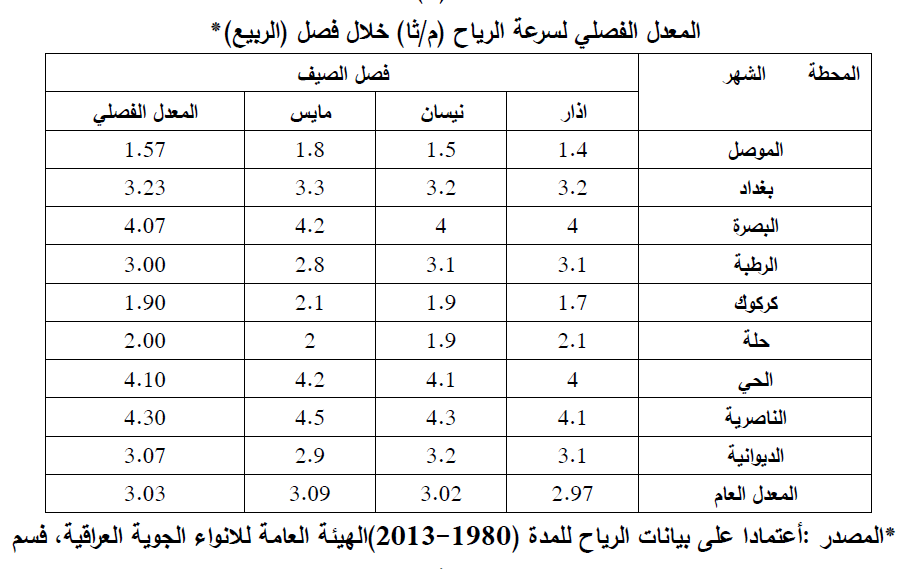 المعدل الفصلي لسرعة الرياح (م/ثا) خلال فصل (الربيع)*
المحطة الشهر فصل الصيف
اذار نيسان مايس المعدل الفصلي
الموصل 1.4 1.5 1.8 1.57
بغداد 3.2 3.2 3.3 3.23
البصرة 4 4 4.2 4.07
الرطبة 3.1 3.1 2.8 3.00
كركوك 1.7 1.9 2.1 1.90
حلة 2.1 1.9 2 2.00
الحي 4 4.1 4.2 4.10
الناصرية 4.1 4.3 4.5 4.30
الديوانية 3.1 3.2 2.9 3.07
المعدل العام 2.97 3.02 3.09 3.03
*المصدر :أعتمادا على بيانات الرياح للمدة (1980-2013)الهيئة العامة للانواء الجوية العراقية، قسم